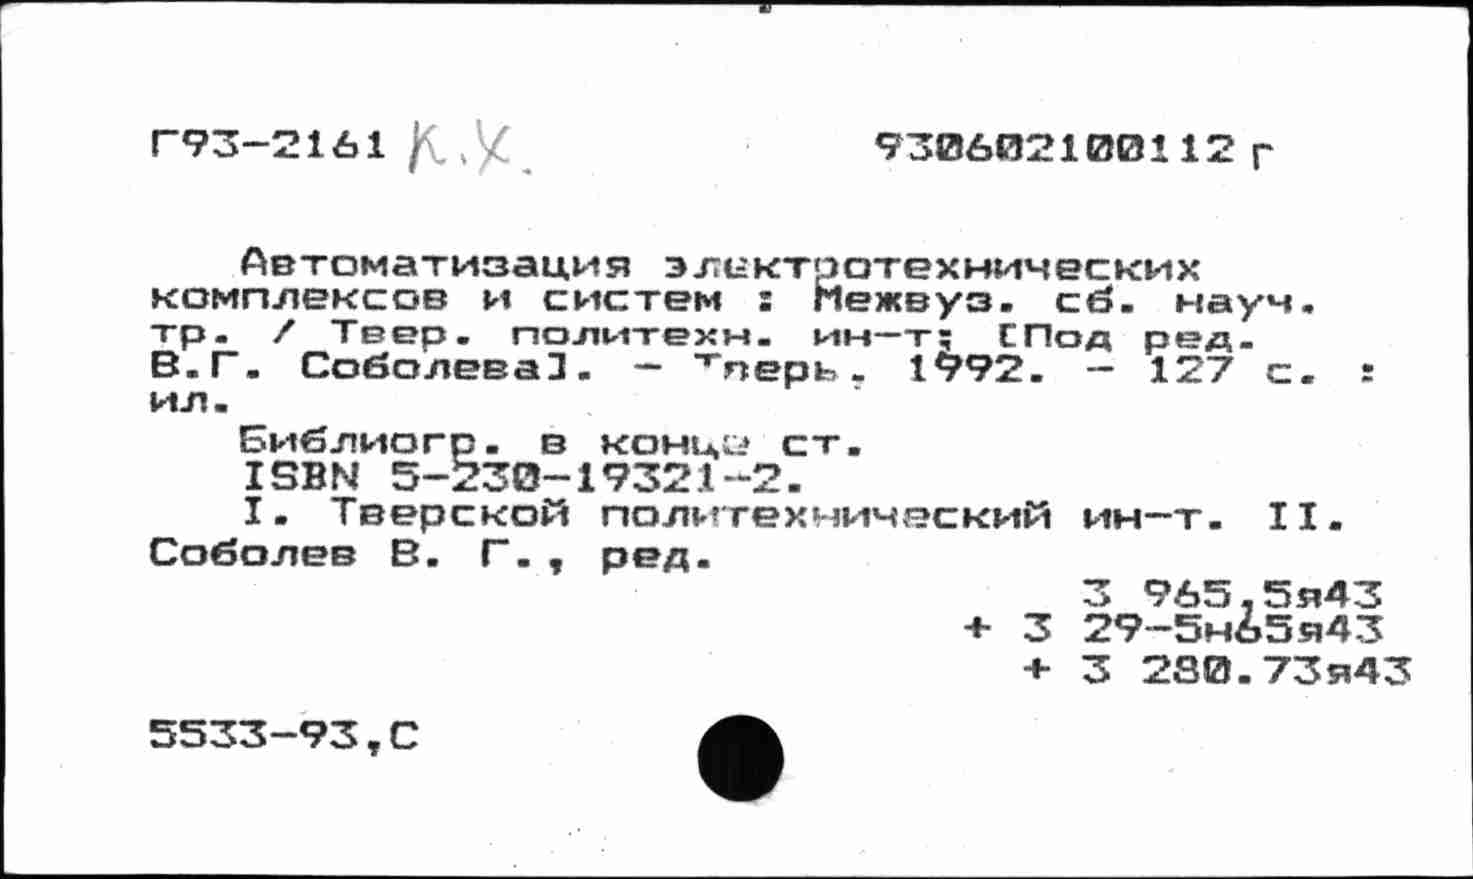 Г93-2161 К.Х. 930602100112 г
Автоматизация электротехнических
комплексов и систем : Межвуз. сб. науч.
тр. / Твер. политехн. ин-т; [Под ред.
В.Г. Соболева]. - Тверь, 1992. - 127 с. :
ил.
Библиогр. в конце ст.
ISBN 5-230-19321-2.
I. Тверской политехнический ин-т. II.
Соболев В. Г., ред.
3 965.5я43
+ 3 29-5н65я43
+ 3 280.73я43
5533-93,С